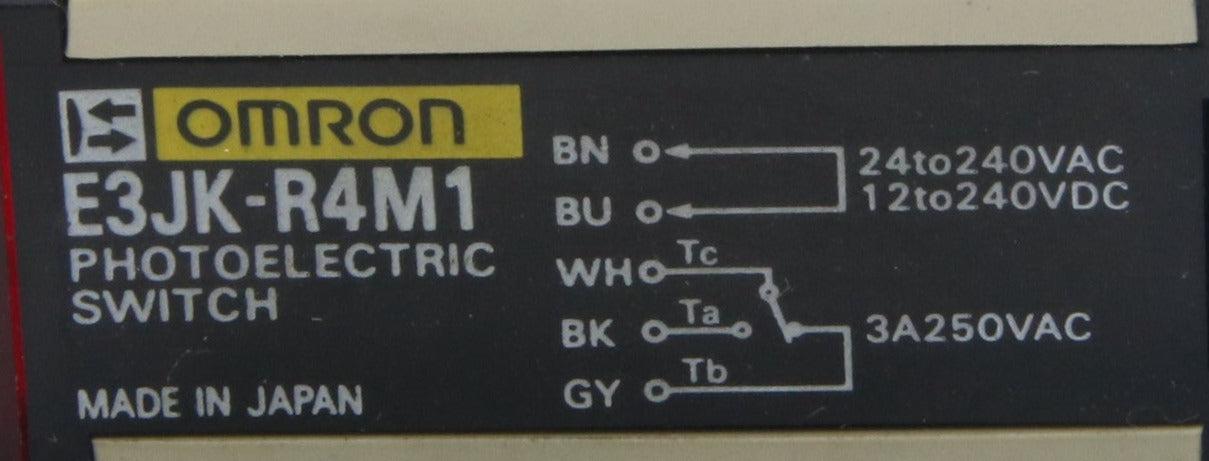 OMRON
E3JK-R4M1
PHOTOELECTRIC
SWITCH
MADE IN JAPAN
BN
24to240VAC
BU
12to240VDC
WH Tc
BK Ta
3A250VAC
GY Tb